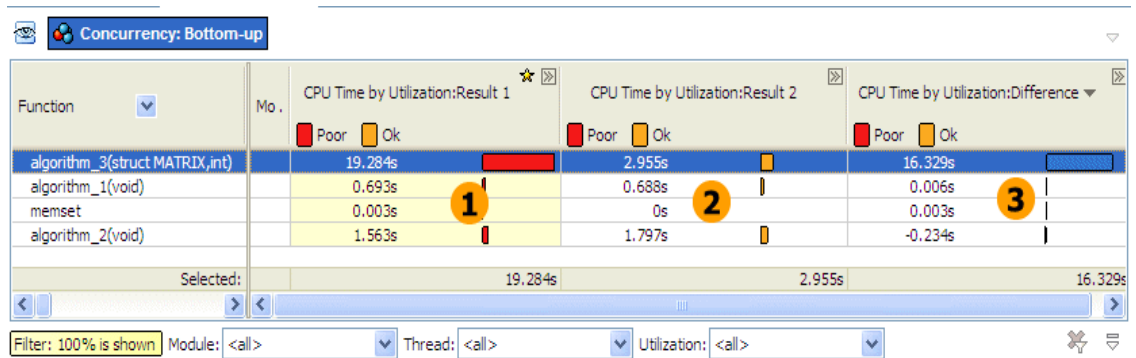 Concurrency: Bottom-up
Function Mo . CPU Time by Utilization:Result 1 CPU Time by Utilization:Result 2 CPU Time by Utilization:Difference
Poor Ok Poor Ok Poor Ok
algorithm_3(struct MATRIX,int) 19.284s 2.955s 16.329s
algorithm_1(void) 0.693s 0.688s 0.006s
1 2 3
memset 0.003s 0s 0.003s
algorithm_2(void) 1.563s 1.797s -0.234s
Selected: 19.284s 2.955s 16.329s
Filter: 100% is shown Module: <all> Thread: <all> Utilization: <all>